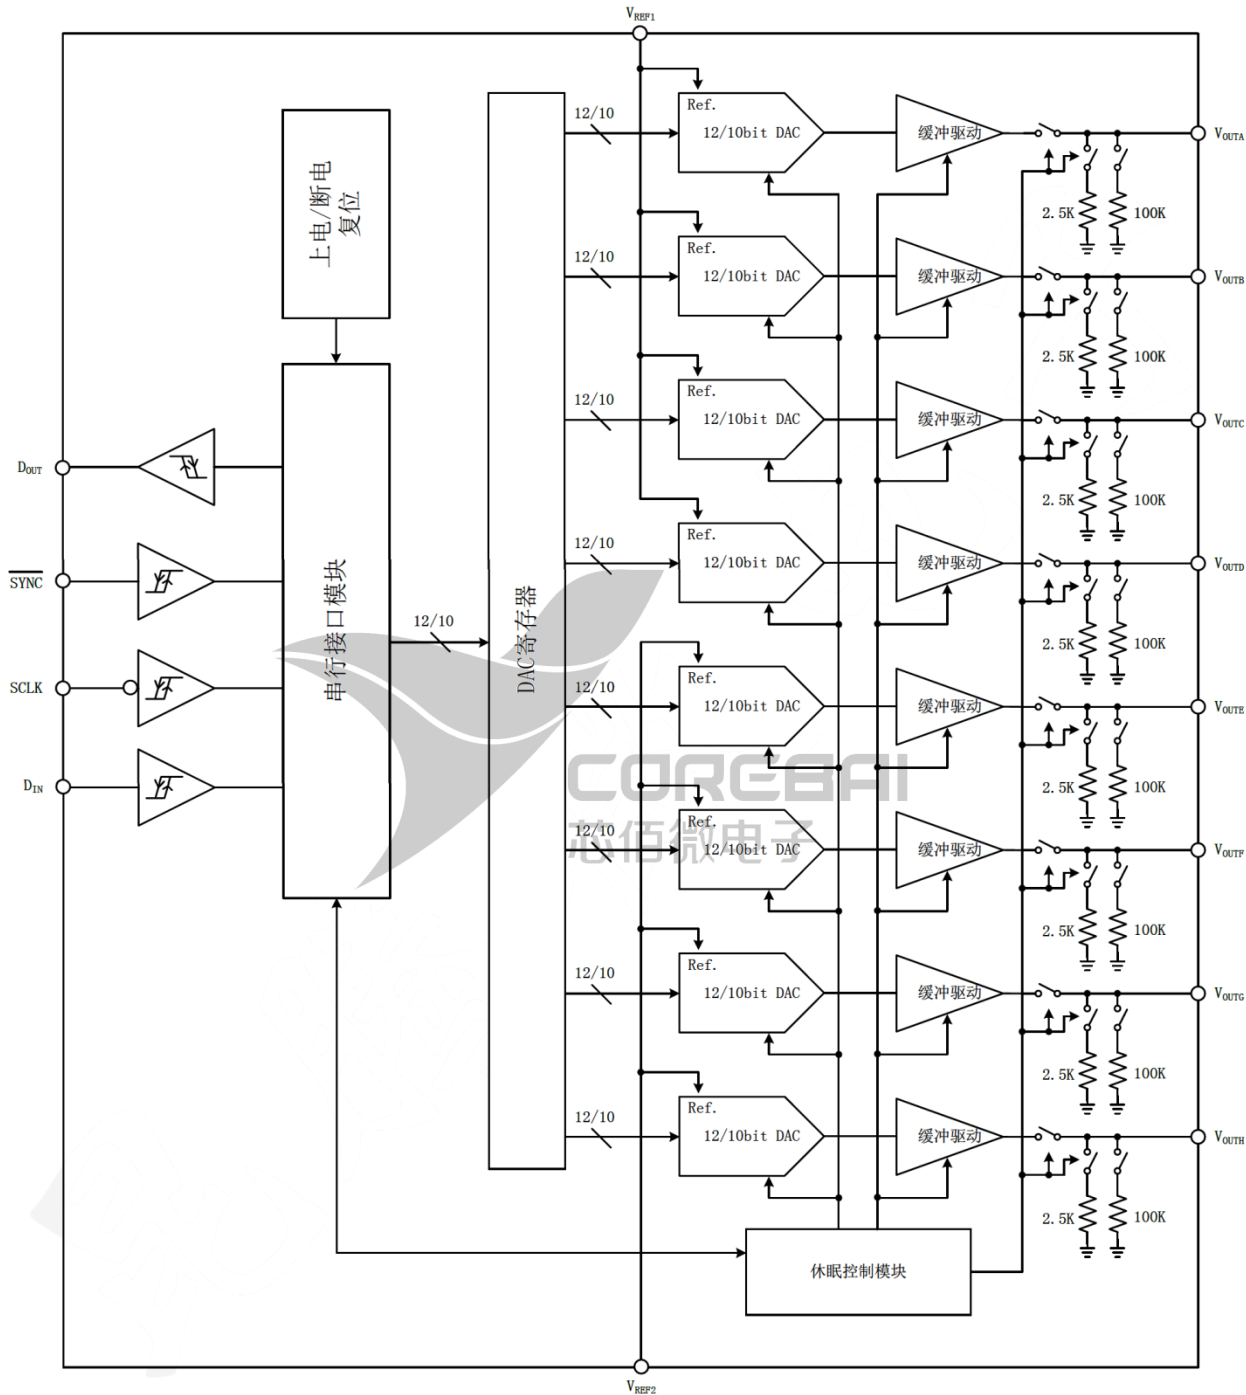 VREF1
12/10
Ref.
12/10bit DAC
缓冲驱动
VOUTA
2.5K
100K
上电/断电
复位
12/10
Ref.
12/10bit DAC
缓冲驱动
VOUTB
2.5K
100K
12/10
Ref.
12/10bit DAC
缓冲驱动
VOUTC
2.5K
100K
DOUT
12/10
Ref.
12/10bit DAC
缓冲驱动
VOUTD
2.5K
100K
SYNC
串行接口模块
12/10
DAC寄存器
SCLK
12/10
Ref.
12/10bit DAC
缓冲驱动
VOUTE
2.5K
100K
DIN
COREBAI
芯佰微电子
12/10
Ref.
12/10bit DAC
缓冲驱动
VOUTF
2.5K
100K
12/10
Ref.
12/10bit DAC
缓冲驱动
VOUTG
2.5K
100K
12/10
Ref.
12/10bit DAC
缓冲驱动
VOUTH
2.5K
100K
休眠控制模块
VREF2